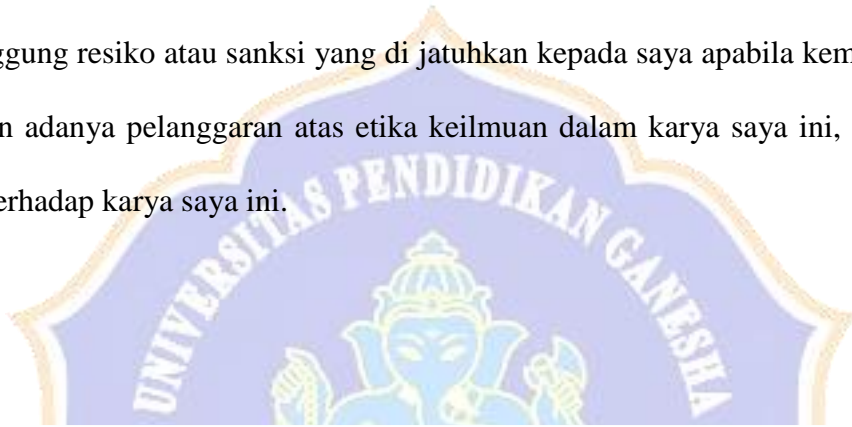 ggung resiko atau sanksi yang di jatuhkan kepada saya apabila kem
n adanya pelanggaran atas etika keilmuan dalam karya saya ini,
erhadap karya saya ini.
UNIVERSITAS PENDIDIKAN GANESHA